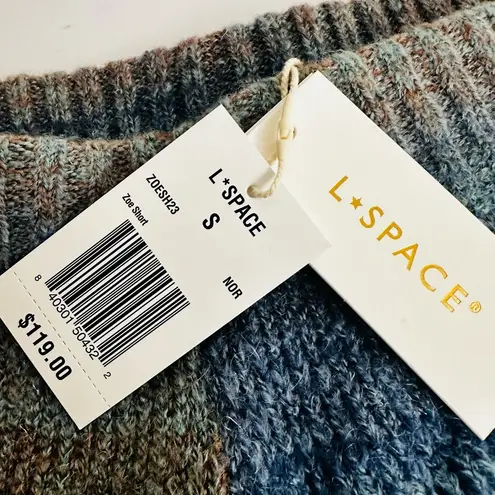 L★SPACE
S
ZOESH23
NOR
Zoe Short
8 40301 50432 2
$119.00
L★SPACE®